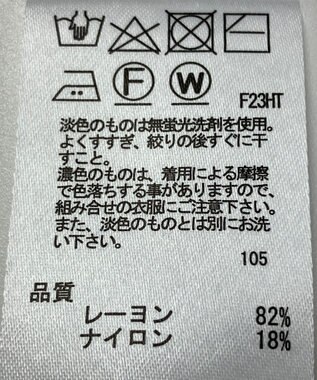 F W
F23HT
淡色のものは無蛍光洗剤を使用。
よくすすぎ、絞りの後すぐに干
すこと。
濃色のものは、着用による摩擦
で色落ちする事がありますので、
組み合せの衣服にご注意下さい。
また、淡色のものとは別にお洗
い下さい。
105
品質
レーヨン 82%
ナイロン 18%